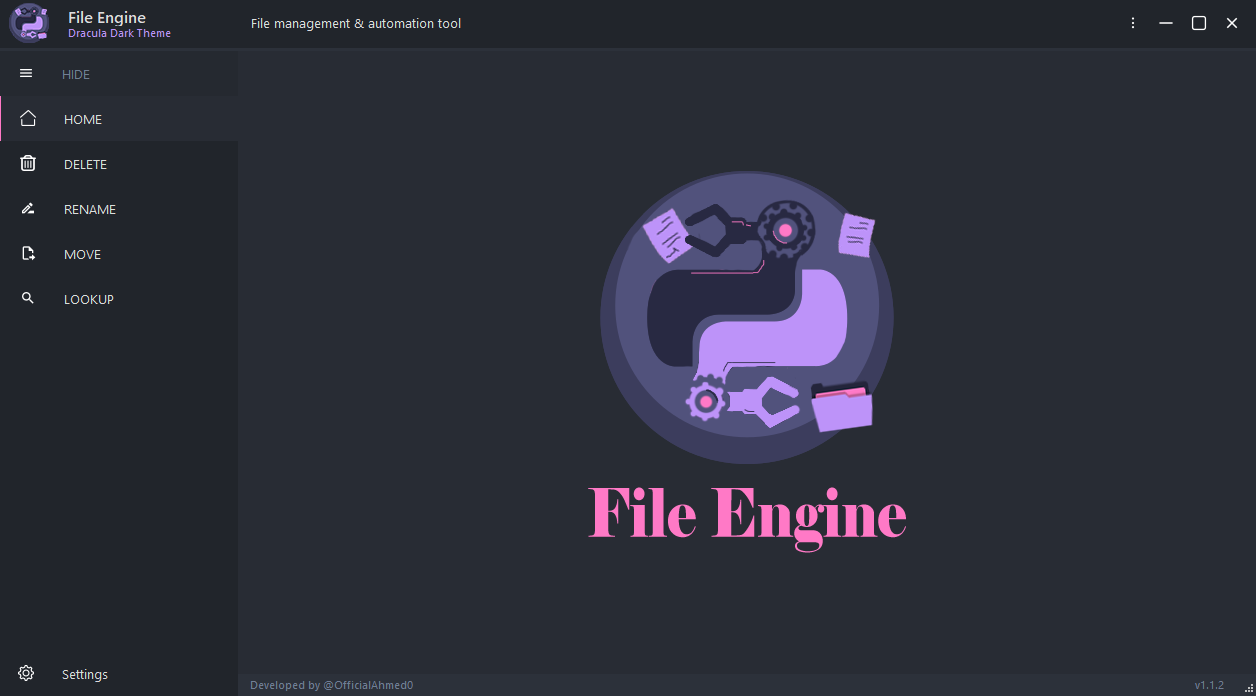 File Engine
Dracula Dark Theme
File management & automation tool
HIDE
HOME
DELETE
RENAME
MOVE
LOOKUP
File Engine
Settings
Developed by @OfficialAhmed0
v1.1.2